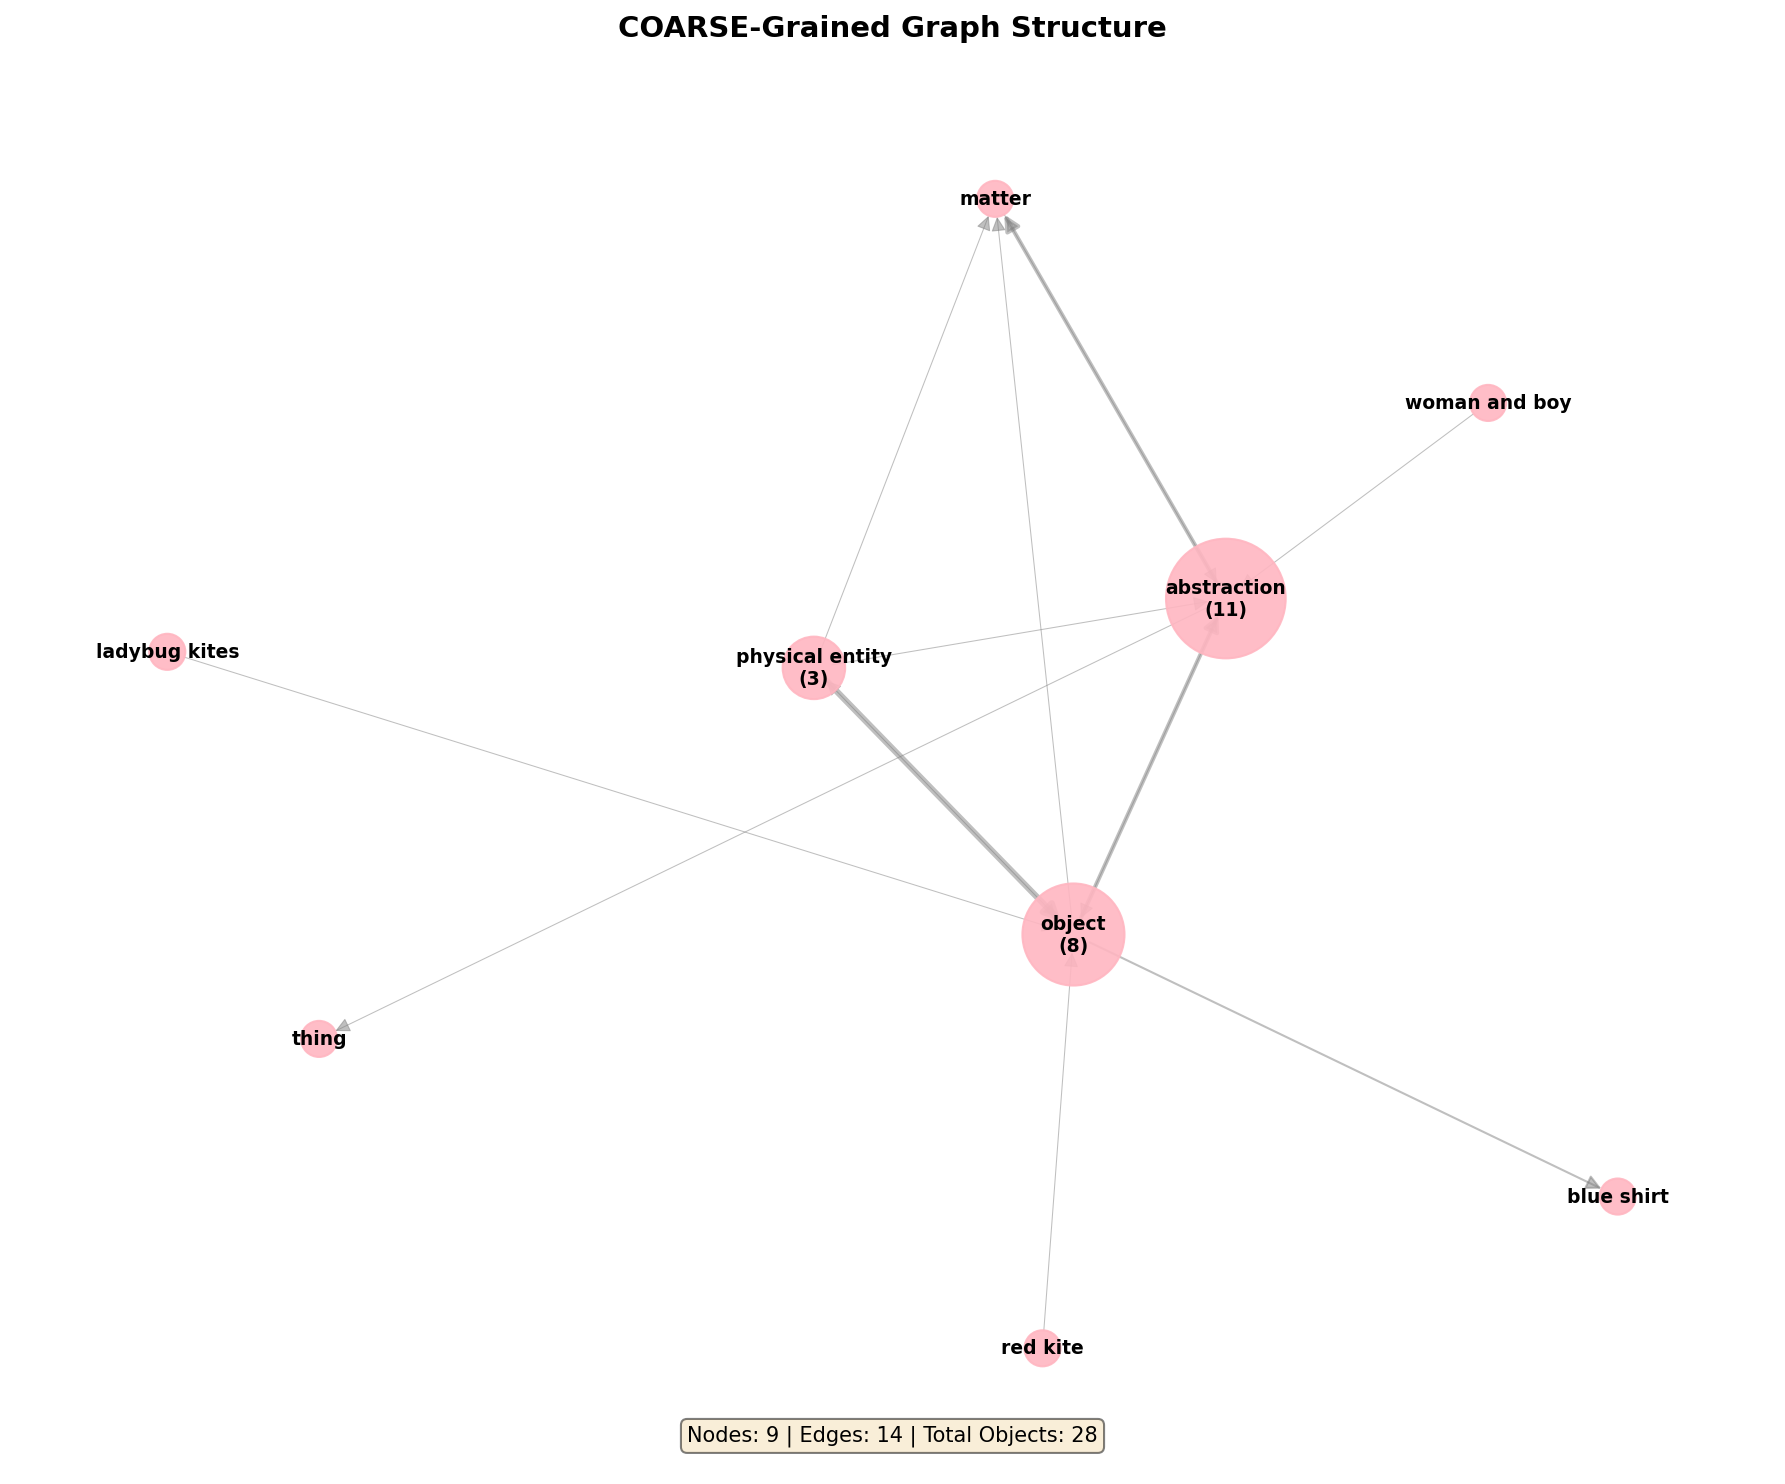 COARSE-Grained Graph Structure
matter
woman and boy
abstraction
(11)
ladybug kites
physical entity
(3)
object
(8)
thing
blue shirt
red kite
Nodes: 9 | Edges: 14 | Total Objects: 28